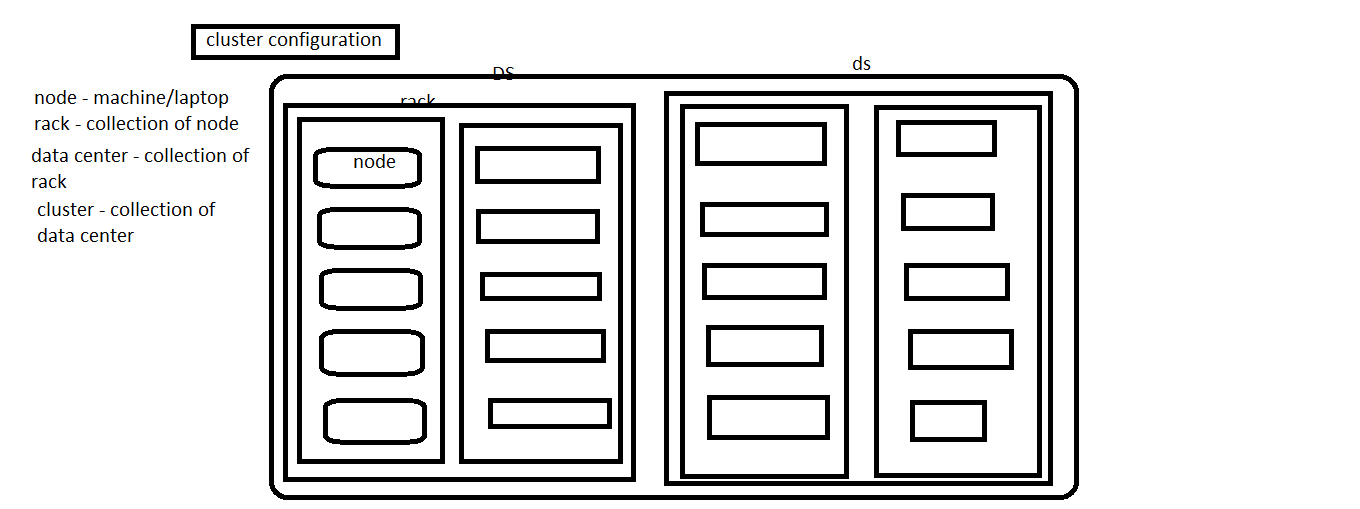 cluster configuration
ds
DS
node - machine/laptop
rack
rack - collection of node
data center - collection of
rack
node
cluster - collection of
data center